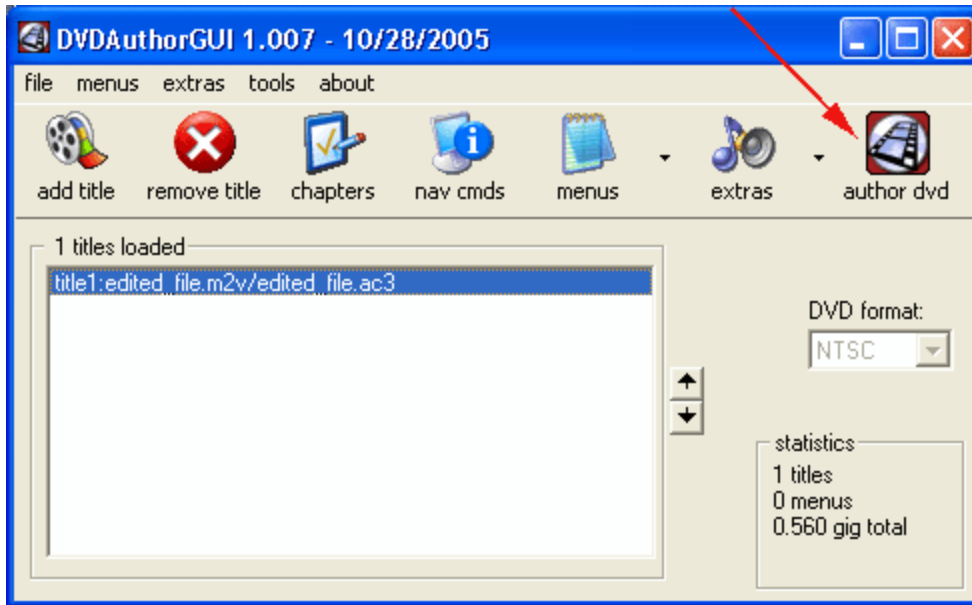 DVDAuthorGUI 1.007 - 10/28/2005
file menus extras tools about
add title remove title chapters nav cmds menus extras author dvd
1 titles loaded
title1:edited_file.m2v/edited_file.ac3
DVD format:
NTSC
statistics
1 titles
0 menus
0.560 gig total